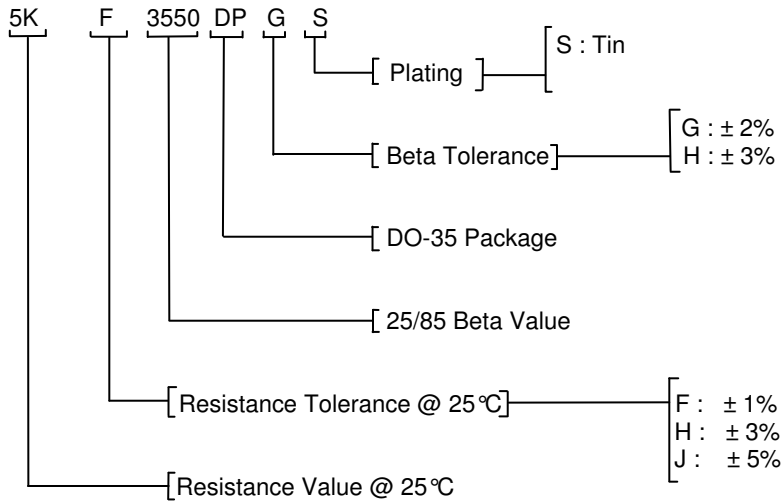 5K F 3550 DP G S
[ Plating ] [ S : Tin
[ Beta Tolerance ] [ G : ± 2%
H : ± 3%
[ DO-35 Package
[ 25/85 Beta Value
[ Resistance Tolerance @ 25°C ] [ F : ± 1%
H : ± 3%
J : ± 5%
[ Resistance Value @ 25°C